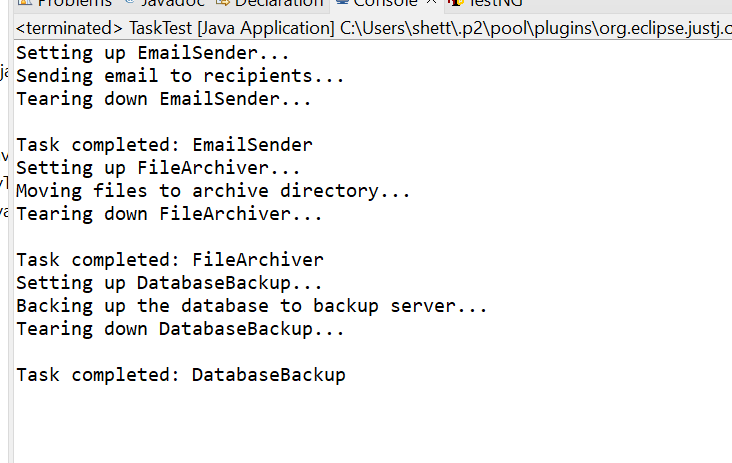 Problems Javadoc Declaration Console TestNG
<terminated> TaskTest [Java Application] C:\Users\shett\.p2\pool\plugins\org.eclipse.justj.o
Setting up EmailSender...
Sending email to recipients...
Tearing down EmailSender...
Task completed: EmailSender
Setting up FileArchiver...
Moving files to archive directory...
Tearing down FileArchiver...
Task completed: FileArchiver
Setting up DatabaseBackup...
Backing up the database to backup server...
Tearing down DatabaseBackup...
Task completed: DatabaseBackup